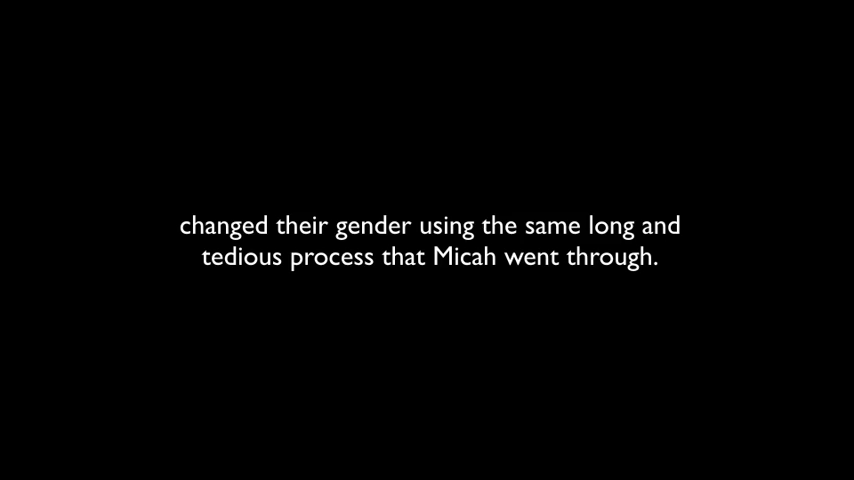 changed their gender using the same long and
tedious process that Micah went through.